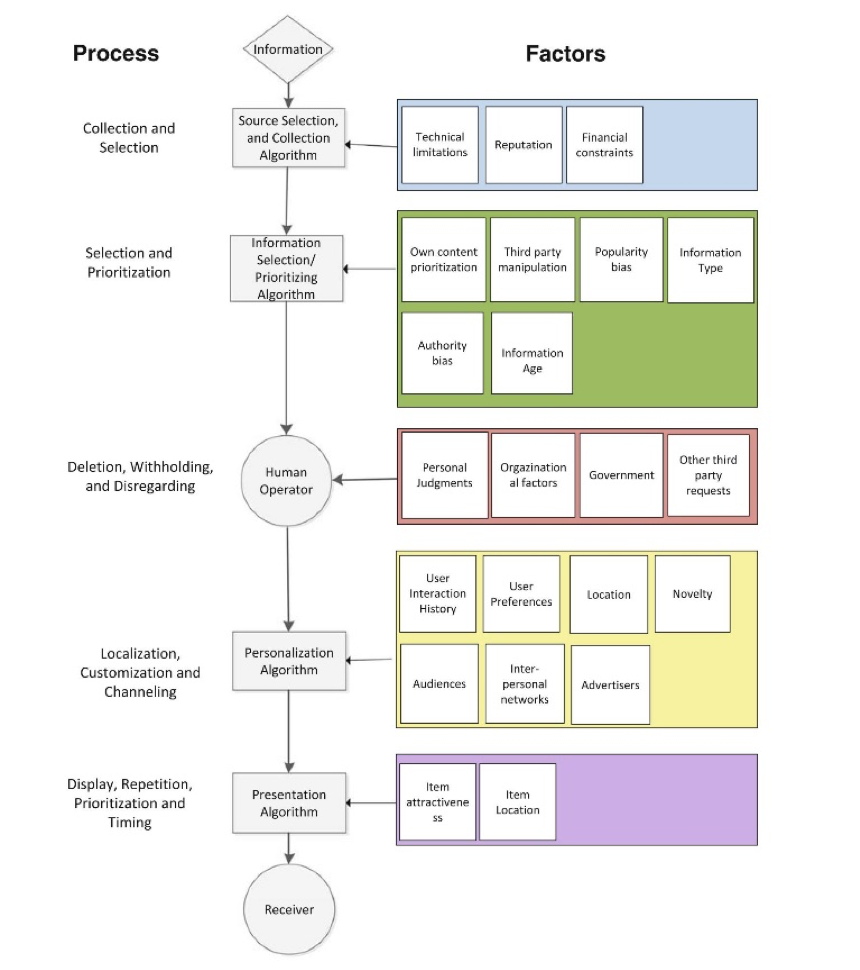 Information
Process
Factors
Collection and
Selection
Source Selection,
and Collection
Algorithm
Technical
limitations
Reputation
Financial
constraints
Selection and
Prioritization
Information
Selection/
Prioritizing
Algorithm
Own content
prioritization
Third party
manipulation
Popularity
bias
Information
Type
Authority
bias
Information
Age
Deletion, Withholding,
and Disregarding
Human
Operator
Personal
Judgments
Orgazination
al factors
Government
Other third
party
requests
Localization,
Customization and
Channeling
Personalization
Algorithm
User
Interaction
History
User
Preferences
Location
Novelty
Audiences
Inter-
personal
networks
Advertisers
Display, Repetition,
Prioritization and
Timing
Presentation
Algorithm
Item
attractivene
ss
Item
Location
Receiver